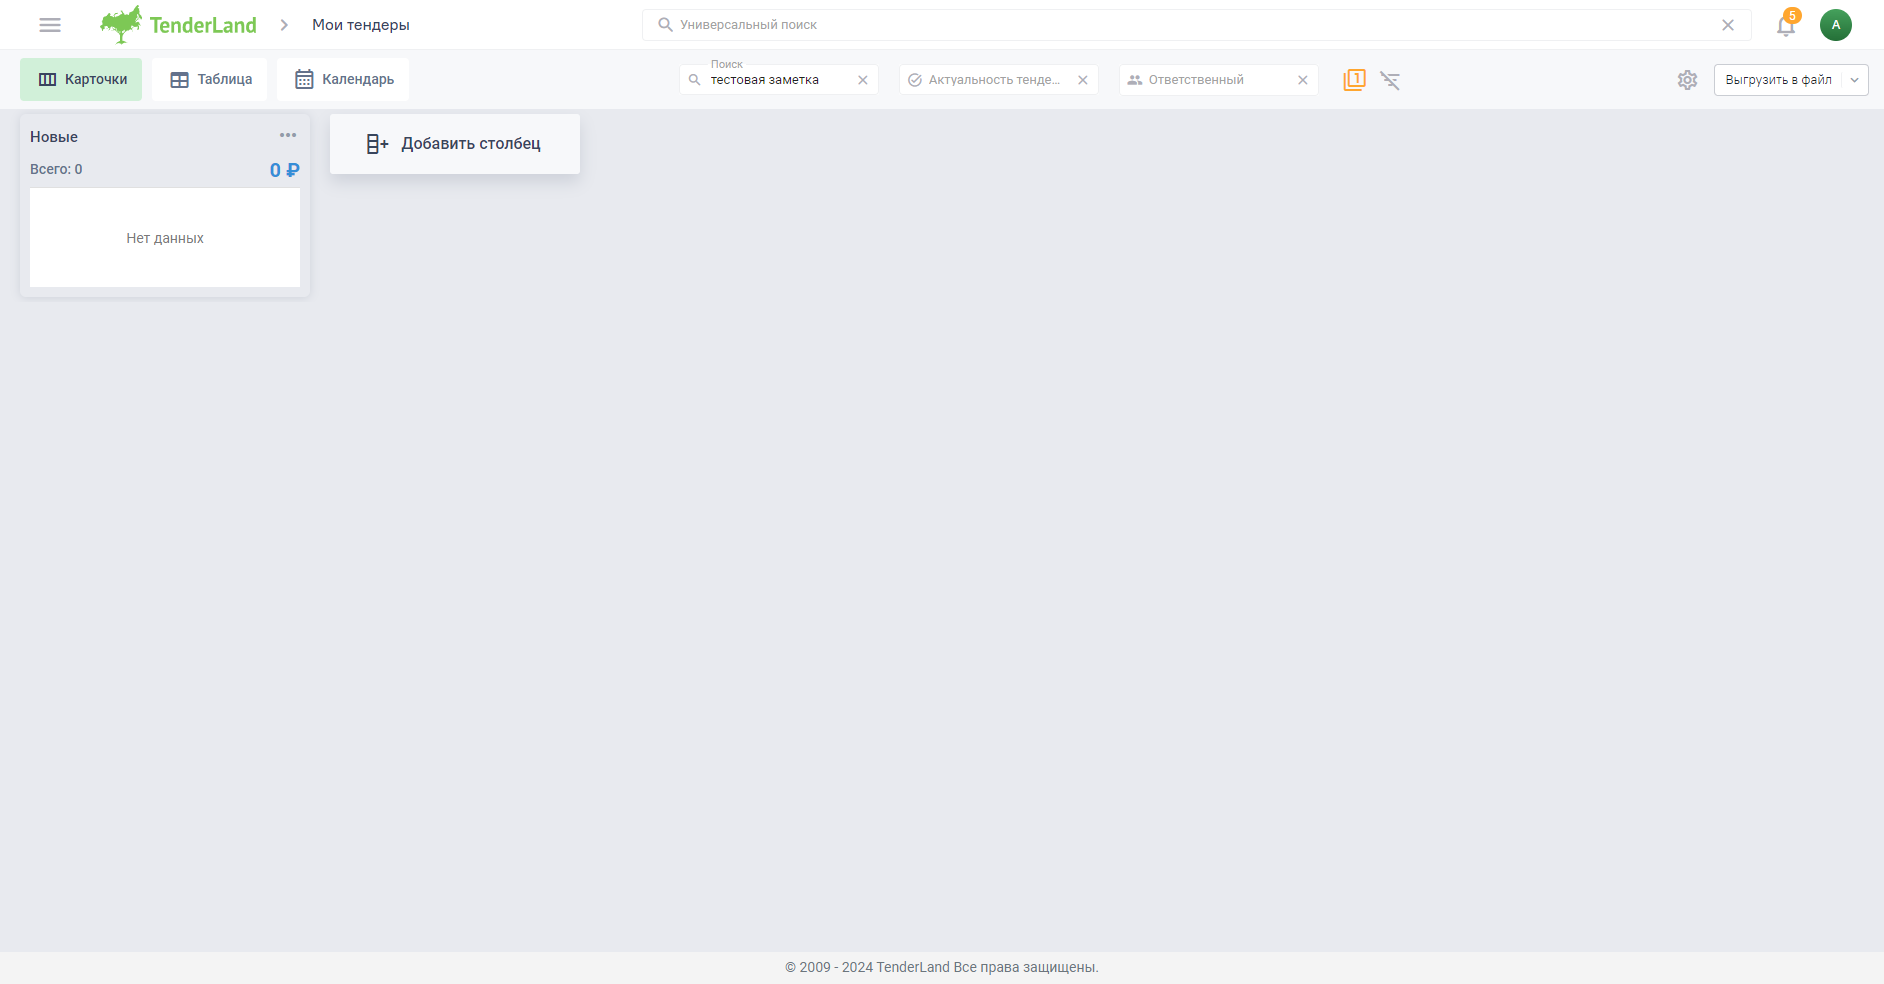 TenderLand
Мои тендеры
Универсальный поиск
5
А
Карточки
Таблица
Календарь
Поиск
тестовая заметка
Актуальность тенде...
Ответственный
1
Выгрузить в файл
Новые
Всего: 0
0 ₽
Нет данных
Добавить столбец
© 2009 - 2024 TenderLand Все права защищены.